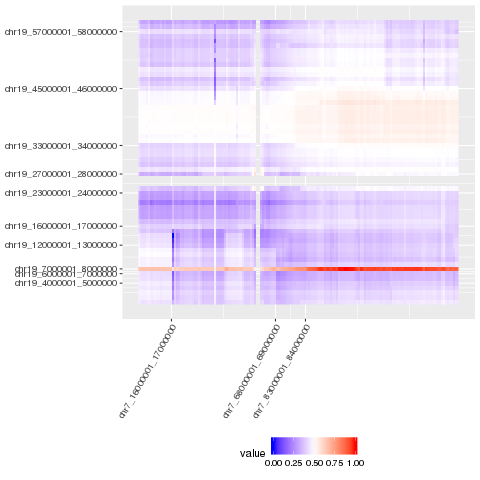 chr19_57000001_58000000
chr19_45000001_46000000
chr19_33000001_34000000
chr19_27000001_28000000
chr19_23000001_24000000
chr19_16000001_17000000
chr19_12000001_13000000
chr19_7000001_8000000
chr19_4000001_5000000
chr7_16000001_17000000
chr7_68000001_69000000
chr7_83000001_84000000
value
0.00 0.25 0.50 0.75 1.00